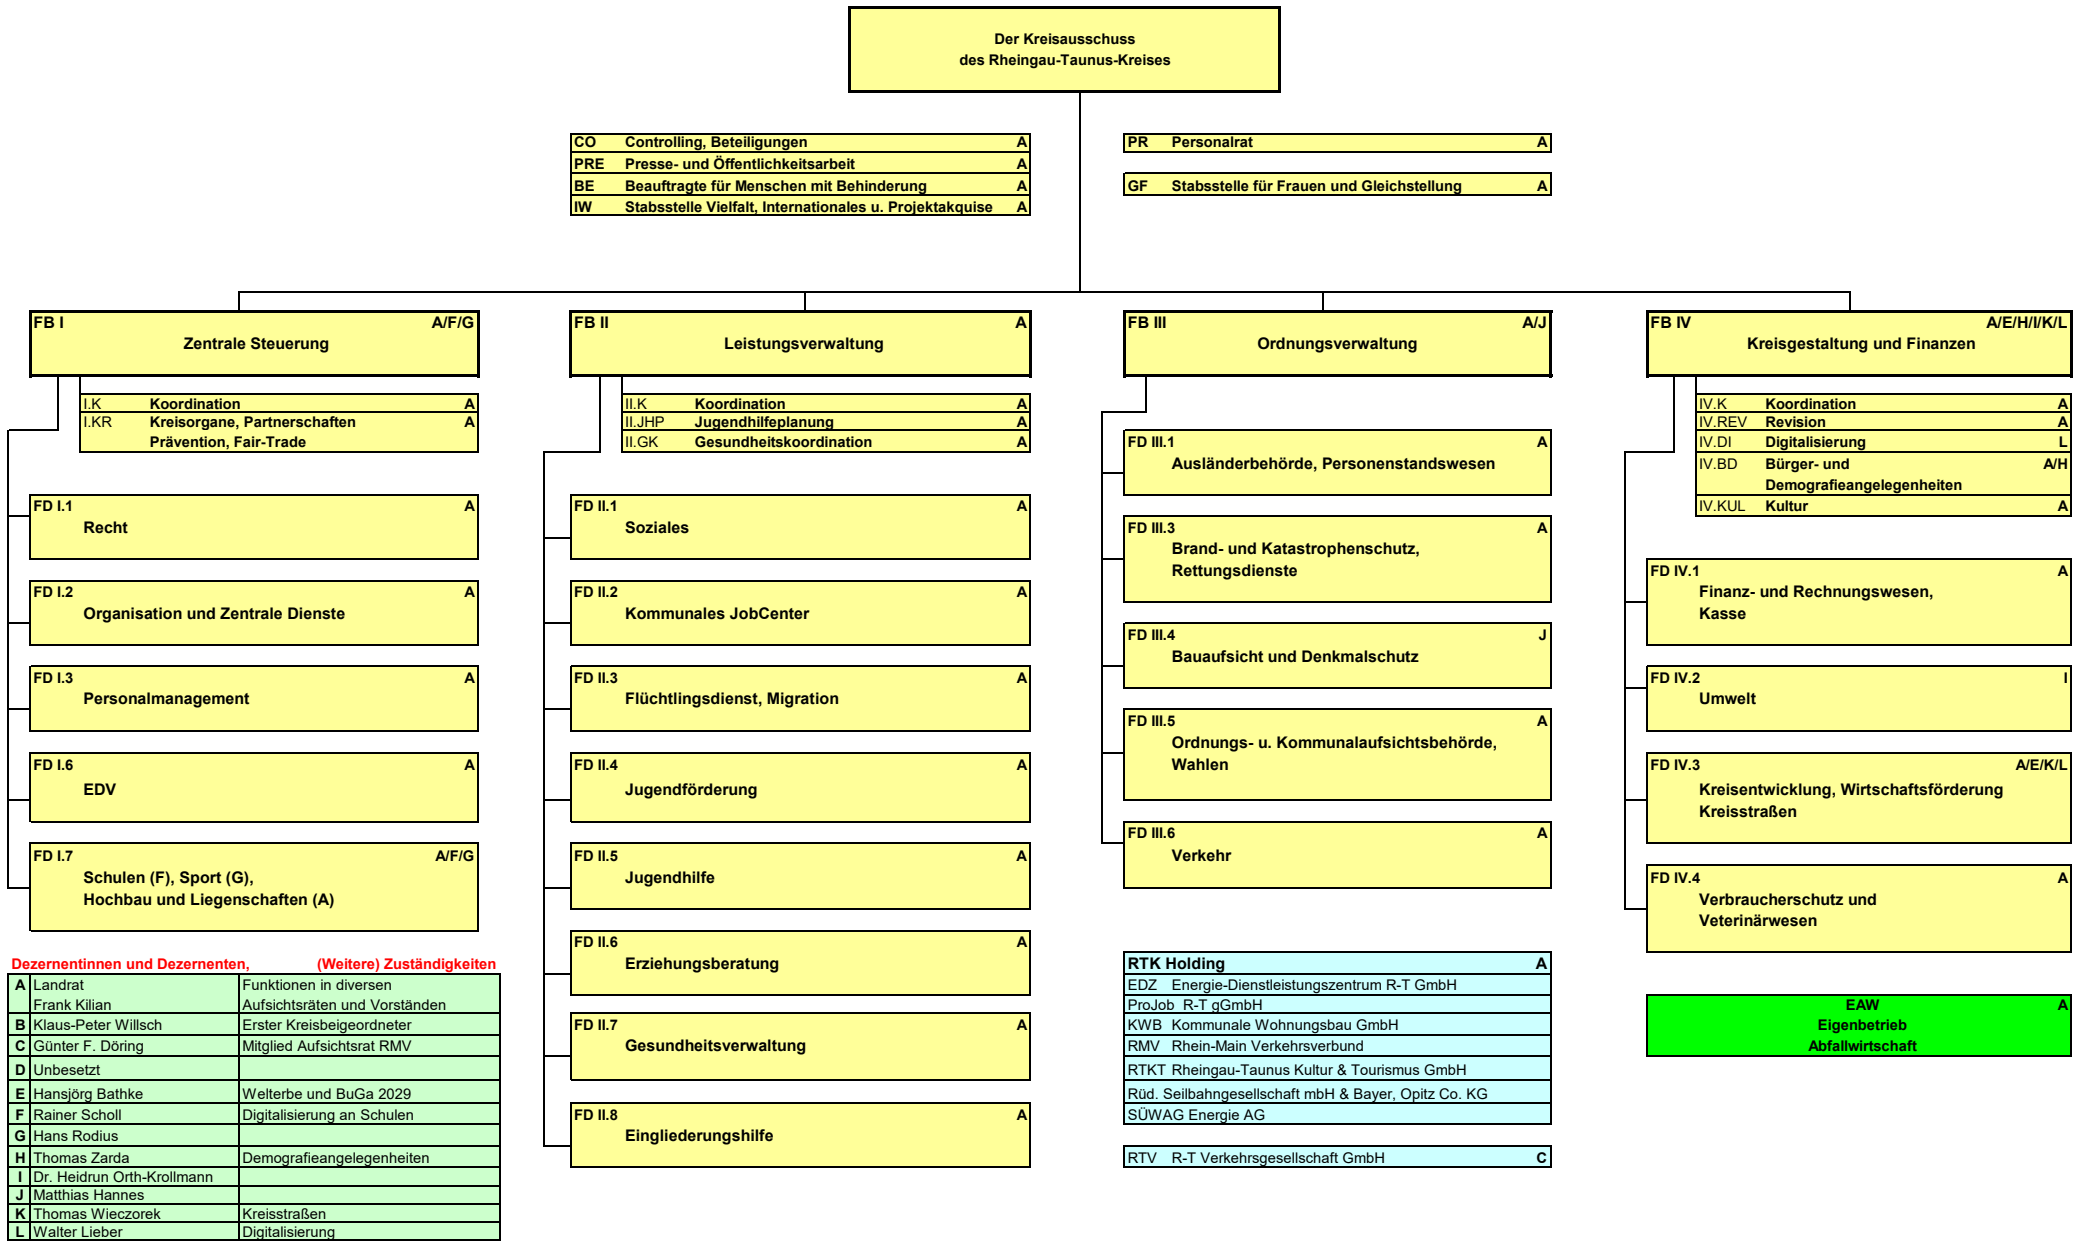 Der Kreisausschuss
des Rheingau-Taunus-Kreises
CO Controlling, Beteiligungen A
PRE Presse- und Öffentlichkeitsarbeit A
BE Beauftragte für Menschen mit Behinderung A
IW Stabsstelle Vielfalt, Internationales u. Projektakquise A
PR Personalrat A
GF Stabsstelle für Frauen und Gleichstellung A
FB I A/F/G
Zentrale Steuerung
I.K Koordination A
I.KR Kreisorgane, Partnerschaften A
Prävention, Fair-Trade
FD I.1 A
Recht
FD I.2 A
Organisation und Zentrale Dienste
FD I.3 A
Personalmanagement
FD I.6 A
EDV
FD I.7 A/F/G
Schulen (F), Sport (G),
Hochbau und Liegenschaften (A)
FB II A
Leistungsverwaltung
II.K Koordination A
II.JHP Jugendhilfeplanung A
II.GK Gesundheitskoordination A
FD II.1 A
Soziales
FD II.2 A
Kommunales JobCenter
FD II.3 A
Flüchtlingsdienst, Migration
FD II.4 A
Jugendförderung
FD II.5 A
Jugendhilfe
FD II.6 A
Erziehungsberatung
FD II.7 A
Gesundheitsverwaltung
FD II.8 A
Eingliederungshilfe
FB III A/J
Ordnungsverwaltung
FD III.1 A
Ausländerbehörde, Personenstandswesen
FD III.3 A
Brand- und Katastrophenschutz,
Rettungsdienste
FD III.4 J
Bauaufsicht und Denkmalschutz
FD III.5 A
Ordnungs- u. Kommunalaufsichtsbehörde,
Wahlen
FD III.6 A
Verkehr
FB IV A/E/H/I/K/L
Kreisgestaltung und Finanzen
IV.K Koordination A
IV.REV Revision A
IV.DI Digitalisierung L
IV.BD Bürger- und A/H
Demografieangelegenheiten
IV.KUL Kultur A
FD IV.1 A
Finanz- und Rechnungswesen,
Kasse
FD IV.2 I
Umwelt
FD IV.3 A/E/K/L
Kreisentwicklung, Wirtschaftsförderung
Kreisstraßen
FD IV.4 A
Verbraucherschutz und
Veterinärwesen
Dezernentinnen und Dezernenten, (Weitere) Zuständigkeiten
A Landrat Funktionen in diversen
Frank Kilian Aufsichtsräten und Vorständen
B Klaus-Peter Willsch Erster Kreisbeigeordneter
C Günter F. Döring Mitglied Aufsichtsrat RMV
D Unbesetzt
E Hansjörg Bathke Welterbe und BuGa 2029
F Rainer Scholl Digitalisierung an Schulen
G Hans Rodius
H Thomas Zarda Demografieangelegenheiten
I Dr. Heidrun Orth-Krollmann
J Matthias Hannes
K Thomas Wieczorek Kreisstraßen
L Walter Lieber Digitalisierung
RTK Holding A
EDZ Energie-Dienstleistungszentrum R-T GmbH
ProJob R-T gGmbH
KWB Kommunale Wohnungsbau GmbH
RMV Rhein-Main Verkehrsverbund
RTKT Rheingau-Taunus Kultur & Tourismus GmbH
Rüd. Seilbahngesellschaft mbH & Bayer, Opitz Co. KG
SÜWAG Energie AG
RTV R-T Verkehrsgesellschaft GmbH C
EAW A
Eigenbetrieb
Abfallwirtschaft